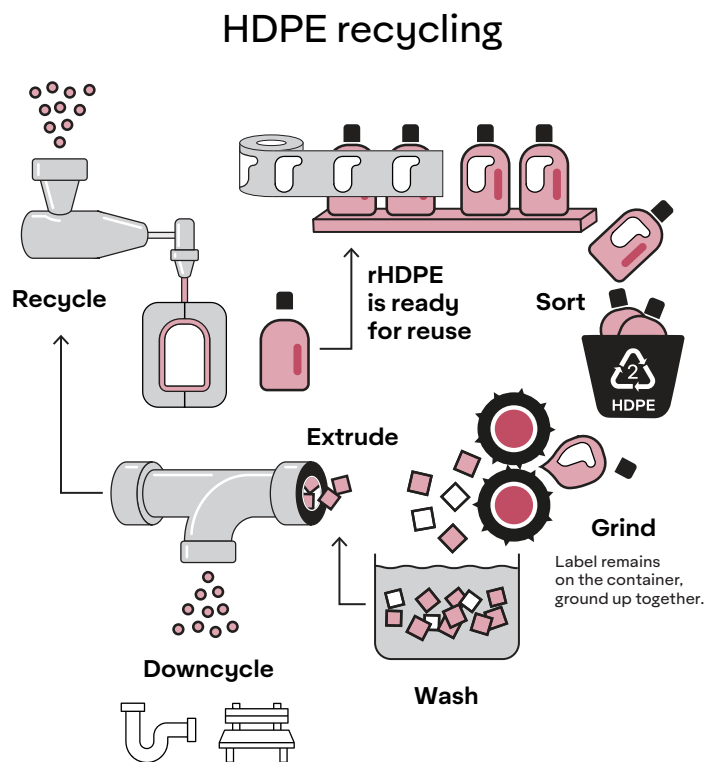 HDPE recycling
Recycle
rHDPE
is ready
for reuse
Sort
2
HDPE
Extrude
Grind
Label remains
on the container,
ground up together.
Downcycle
Wash